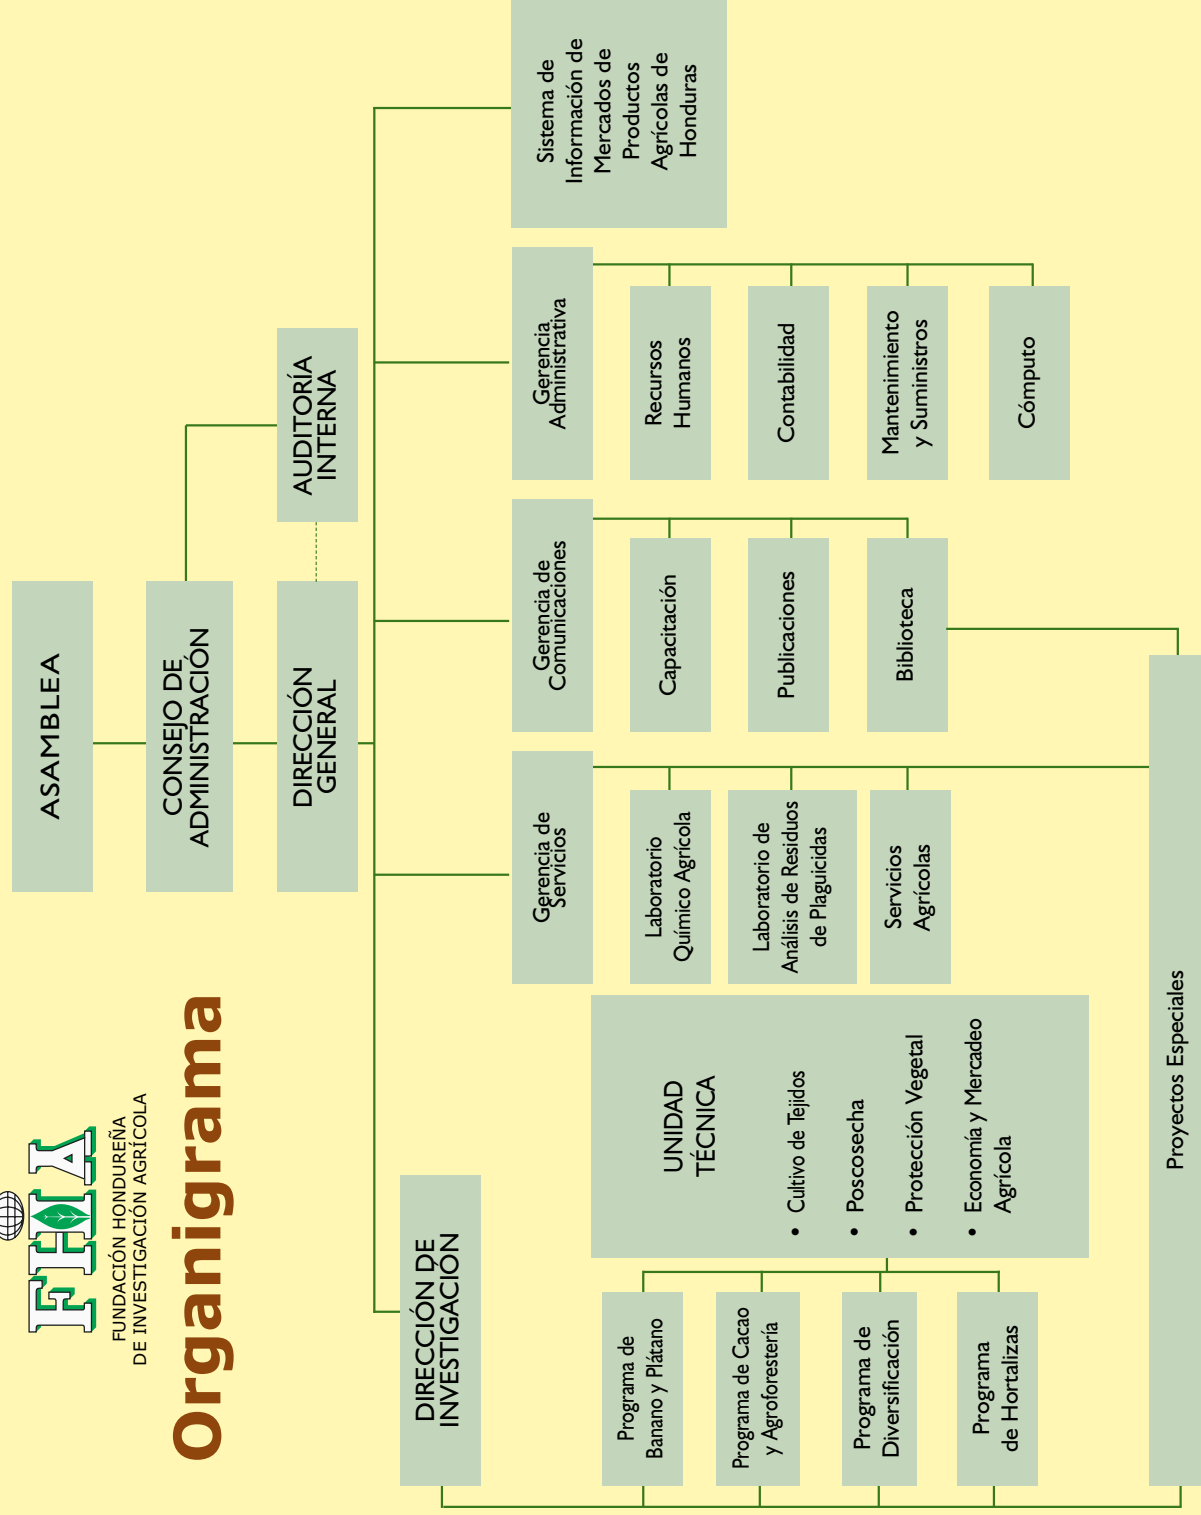 FHIA
FUNDACIÓN HONDUREÑA
DE INVESTIGACIÓN AGRÍCOLA
Organigrama
ASAMBLEA
CONSEJO DE
ADMINISTRACIÓN
DIRECCIÓN
GENERAL
AUDITORÍA
INTERNA
DIRECCIÓN DE
INVESTIGACIÓN
Gerencia de
Servicios
Gerencia de
Comunicaciones
Gerencia
Administrativa
Sistema de
Información de
Mercados de
Productos
Agrícolas de
Honduras
Programa de
Banano y Plátano
Programa de Cacao
y Agroforestería
Programa de
Diversificación
Programa
de Hortalizas
UNIDAD
TÉCNICA
• Cultivo de Tejidos
• Poscosecha
• Protección Vegetal
• Economía y Mercadeo
Agrícola
Laboratorio
Químico Agrícola
Laboratorio de
Análisis de Residuos
de Plaguicidas
Servicios
Agrícolas
Capacitación
Publicaciones
Biblioteca
Recursos
Humanos
Contabilidad
Mantenimiento
y Suministros
Cómputo
Proyectos Especiales